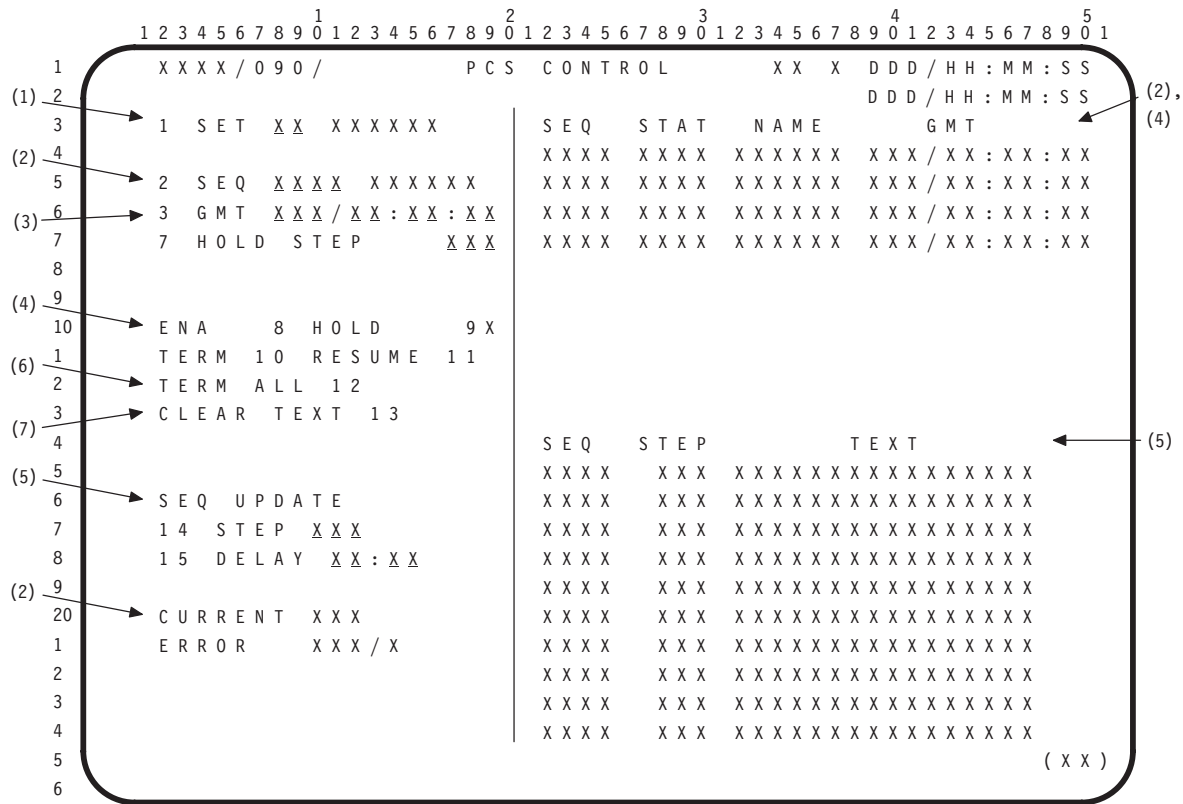 1 2 3 4 5
1 2 3 4 5 6 7 8 9 0 1 2 3 4 5 6 7 8 9 0 1 2 3 4 5 6 7 8 9 0 1 2 3 4 5 6 7 8 9 0 1 2 3 4 5 6 7 8 9 0 1
1 XXXX/090/ PCS CONTROL XX X DDD/HH:MM:SS
(1) 2 DDD/HH:MM:SS (2),
3 1 SET XX XXXXXX SEQ STAT NAME GMT (4)
(2) 4 XXXX XXXX XXXXXX XXX/XX:XX:XX
5 2 SEQ XXXX XXXXXX XXXX XXXX XXXXXX XXX/XX:XX:XX
(3) 6 3 GMT XXX/XX:XX:XX XXXX XXXX XXXXXX XXX/XX:XX:XX
7 7 HOLD STEP XXX XXXX XXXX XXXXXX XXX/XX:XX:XX
8
(4) 9
10 ENA 8 HOLD 9X
1 TERM 10 RESUME 11
(6) 2 TERM ALL 12
(7) 3 CLEAR TEXT 13
4 SEQ STEP TEXT (5)
(5) 5 XXXX XXX XXXXXXXXXXXXXXXX
6 SEQ UPDATE XXXX XXX XXXXXXXXXXXXXXXX
7 14 STEP XXX XXXX XXX XXXXXXXXXXXXXXXX
8 15 DELAY XX:XX XXXX XXX XXXXXXXXXXXXXXXX
(2) 9 XXXX XXX XXXXXXXXXXXXXXXX
20 CURRENT XXX XXXX XXX XXXXXXXXXXXXXXXX
1 ERROR XXX/X XXXX XXX XXXXXXXXXXXXXXXX
2 XXXX XXX XXXXXXXXXXXXXXXX
3 XXXX XXX XXXXXXXXXXXXXXXX
4 XXXX XXX XXXXXXXXXXXXXXXX
5 (XX)
6